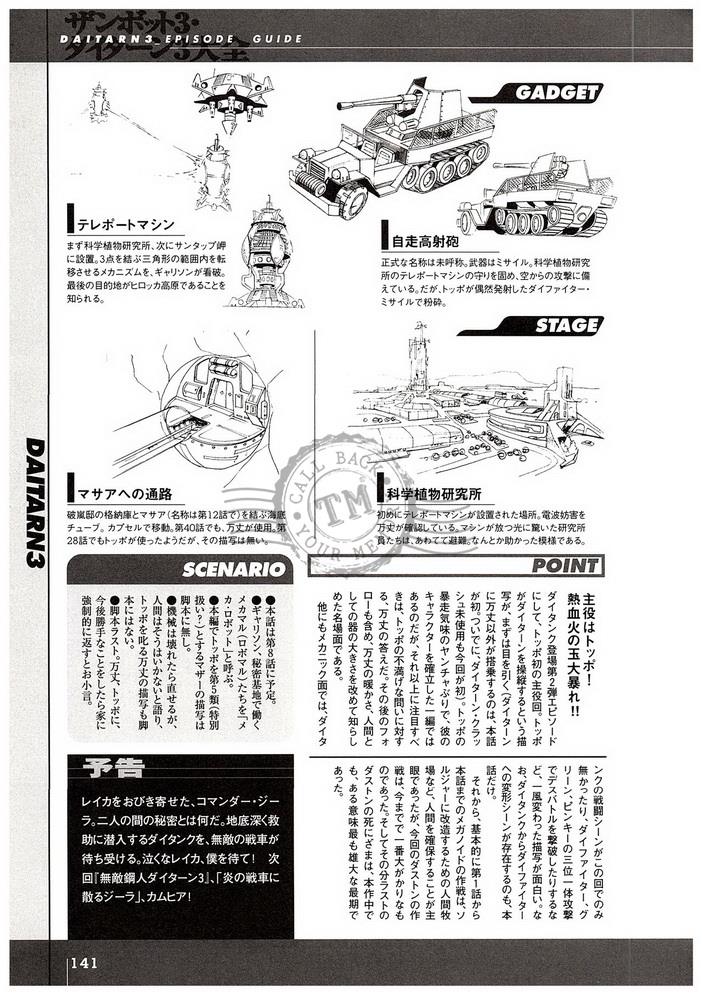 ザンボット3・
ダイターン3大全
DAITARN3 EPISODE GUIDE
GADGET
テレポートマシン
まず科学植物研究所、次にサンタップ岬
に設置。3点を結ぶ三角形の範囲内を転
移させるメカニズムを、ギャリソンが看破。
最後の目的地がヒロッカ高原であることを
知られる。
自走高射砲
正式な名称は未呼称。武器はミサイル。科学植物研究
所のテレポートマシンの守りを固め、空からの攻撃に備
えている。だが、トッポが偶然発射したダイファイター・
ミサイルで粉砕。
STAGE
マサアへの通路
破嵐邸の格納庫とマサア(名称は第12話で)を結ぶ海底
チューブ。カプセルで移動。第40話でも、万丈が使用。第
28話でもトッポが使ったようだが、その描写は無い。
科学植物研究所
初めにテレポートマシンが設置された場所。電波妨害を
万丈が確認している。マシンが放つ光に驚いた研究所
員たちは、あわてて避難。なんとか助かった模様である。
CALL BACK
TM
YOUR ME
DAITARN3
SCENARIO
●本話は第8話に予定。
●ギャリソン、秘密基地で働く
メカマル(ロボマル)たちを「メ
カ・ロボット」と呼ぶ。
●本編でトッポを第5類(特別
扱い?)とするマザーの描写は
脚本に無し。
●機械は壊れたら直せるが、
人間はそうはいかないと語り、
トッポを叱る万丈の描写も脚
本にはない。
●脚本ラスト。万丈、トッポに、
今後勝手なことをしたら家に
強制的に返すとお小言。
POINT
主役はトッポ!
熱血火の玉大暴れ!!
ダイタンク登場第2弾エピソード
にして、トッポ初の主役回。トッポ
がダイターンを操縦するという描
写が、まずは目を引く。「ダイターン
に万丈以外が搭乗するのは、本話
が初。ついでに、ダイターン・クラッ
シュ未使用も今回が初」。トッポの
暴走気味のヤンチャぶりで、彼の
キャラクターを確立した一編では
あるのだが、それ以上に注目すべ
きは、トッポの不満げな問いに対す
る、万丈の答えだ。その後のフォ
ローも含め、万丈の暖かさ、人間と
しての器の大きさを改めて知らし
めた名場面である。
他にもメカニック面では、ダイタ
ンクの戦闘シーンがこの回でのみ
無かったり、ダイファイター、グ
リーン、ピンキーの三位一体攻撃
でデスバトルを撃破したりするな
ど、一風変わった描写が面白い。な
お、ダイタンクからダイファイター
への変形シーンが存在するのも、本
話だけ。
それから、基本的に第1話から
本話までのメガノイドの作戦は、ソ
ルジャーに改造するための人間牧
場など、人間を確保することが主
眼であったが、今回のダストンの作
戦は、今までで一番大がかりなも
のであった。そしてその分ラストの
ダストンの死にざまは、本作中で
も、ある意味最も雄大な最期で
あった。
予告
レイカをおびき寄せた、コマンダー・ジー
ラ。二人の間の秘密とは何だ。地底深く救
助に潜入するダイタンクを、無敵の戦車が
待ち受ける。泣くなレイカ、僕を待て! 次
回『無敵鋼人ダイターン3』、「炎の戦車に
散るジーラ」、カムヒア!
141